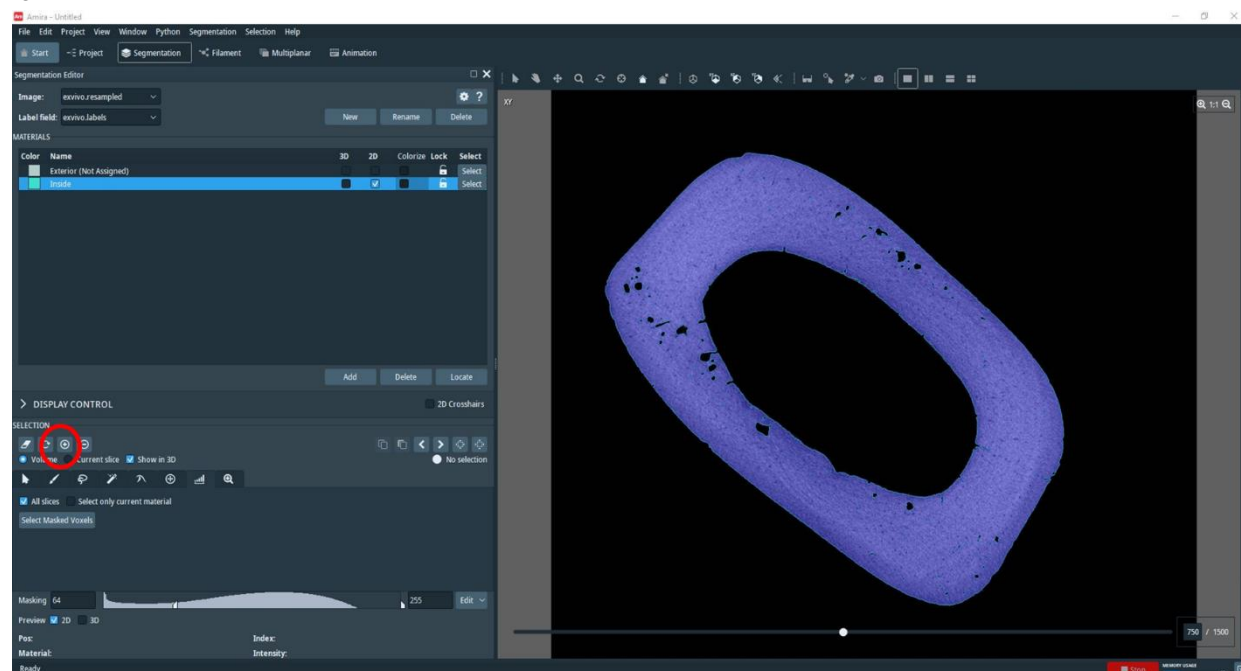 Amira - Untitled
File Edit Project View Window Python Segmentation Selection Help
Start Project Segmentation Filament Multiplanar Animation
Segmentation Editor
Image: exvivo.resampled
Label field: exvivo.labels New Rename Delete
MATERIALS
Color Name 3D 2D Colorize Lock Select
Exterior (Not Assigned) Select
Inside Select
Add Delete Locate
DISPLAY CONTROL 2D Crosshairs
SELECTION
Volume Current slice Show in 3D No selection
All slices Select only current material
Select Masked Voxels
Masking 64 255 Edit
Preview 2D 3D
Pos: Index:
Material: Intensity:
Ready
XY
1:1
750 / 1500
Stop MEMORY USAGE